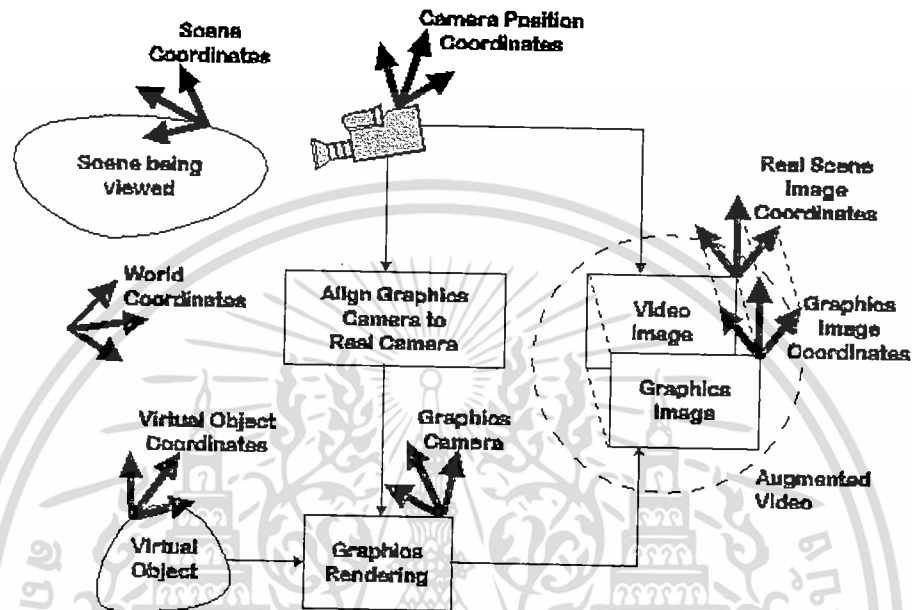 Scene
Coordinates
Camera Position
Coordinates
Scene being
viewed
Real Scene
Image
Coordinates
World
Coordinates
Align Graphics
Camera to
Real Camera
Video
Image
Graphics
Image
Coordinates
Graphics
Image
Virtual Object
Coordinates
Graphics
Camera
Augmented
Video
Virtual
Object
Graphics
Rendering